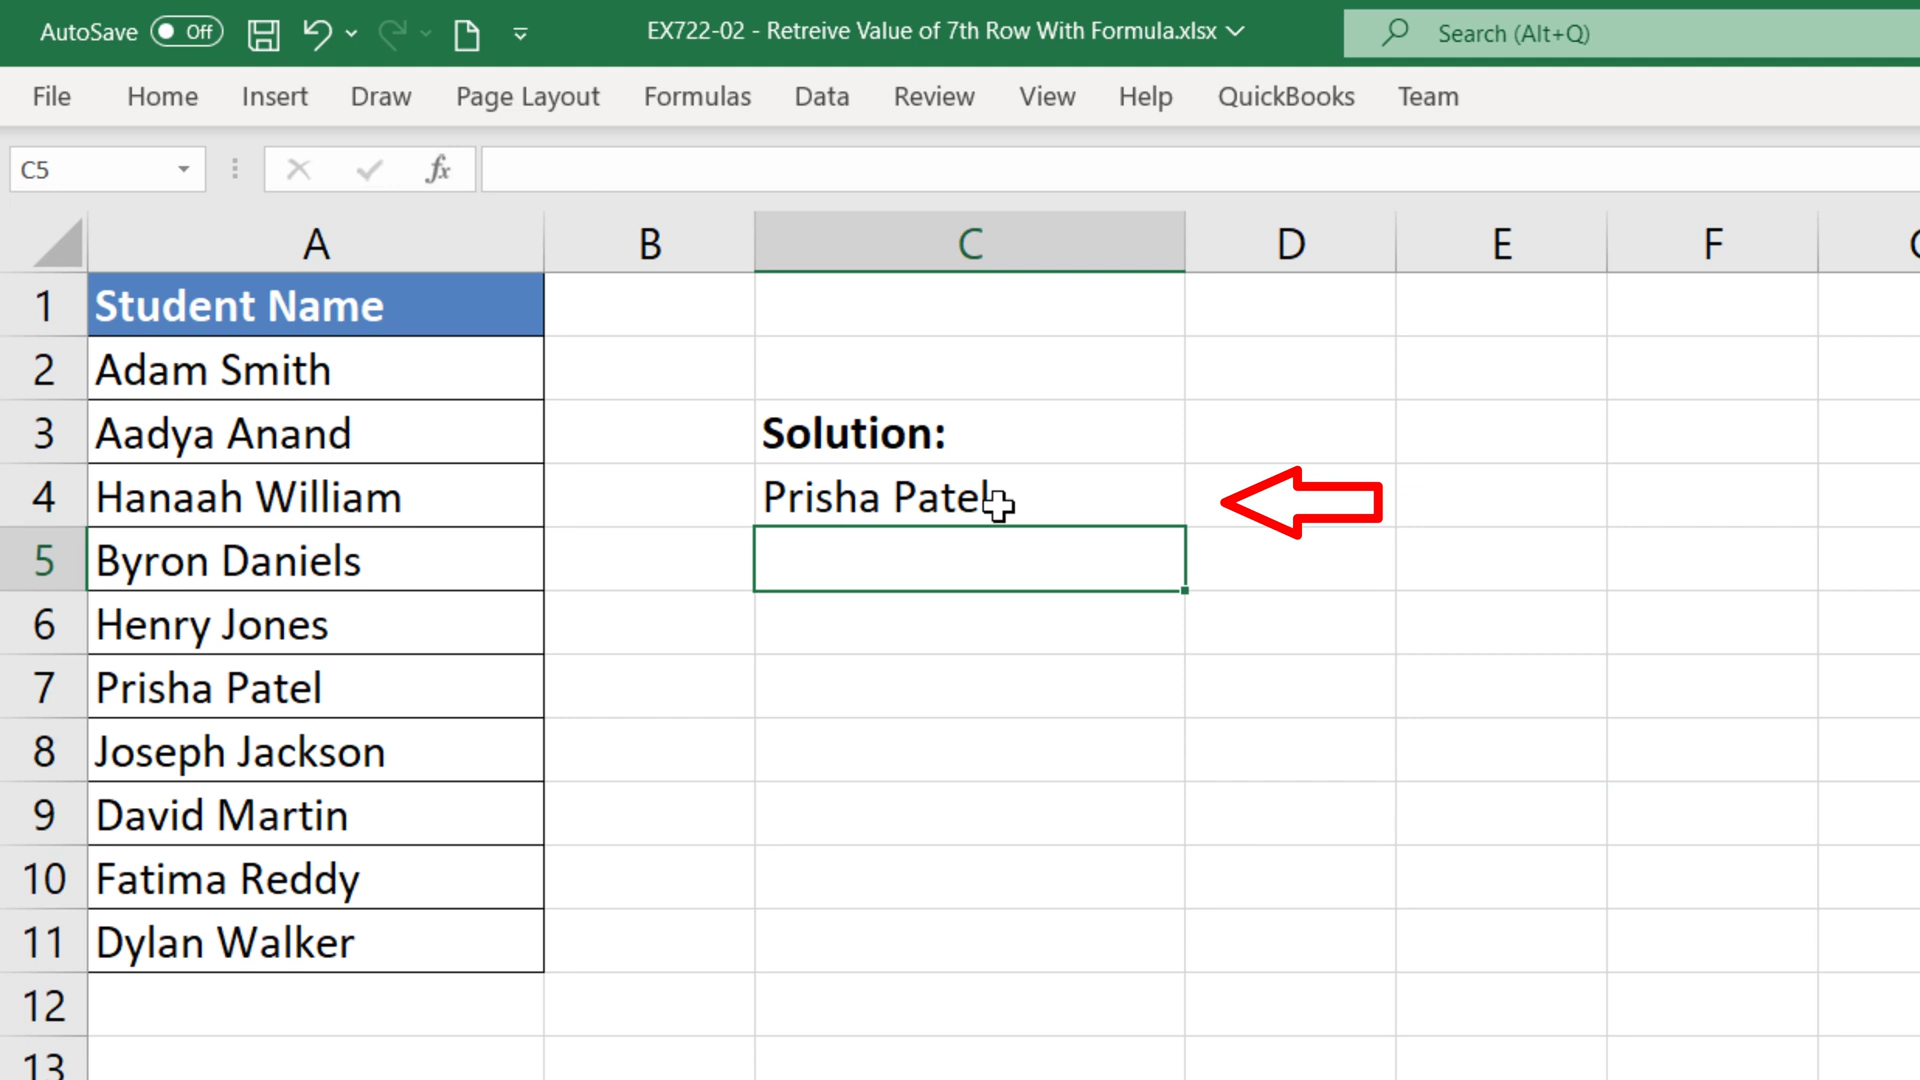 AutoSave Off EX722-02 - Retreive Value of 7th Row With Formula.xlsx Search (Alt+Q)
File Home Insert Draw Page Layout Formulas Data Review View Help QuickBooks Team
C5 fx
A B C D E F
1 Student Name
2 Adam Smith
3 Aadya Anand Solution:
4 Hanaah William Prisha Patel
5 Byron Daniels
6 Henry Jones
7 Prisha Patel
8 Joseph Jackson
9 David Martin
10 Fatima Reddy
11 Dylan Walker
12
13